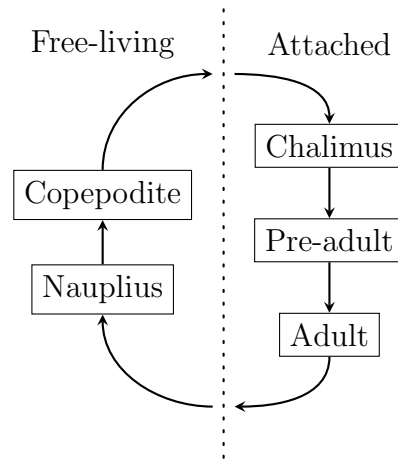 Free-living
Attached
Chalimus
Copepodite
Pre-adult
Nauplius
Adult